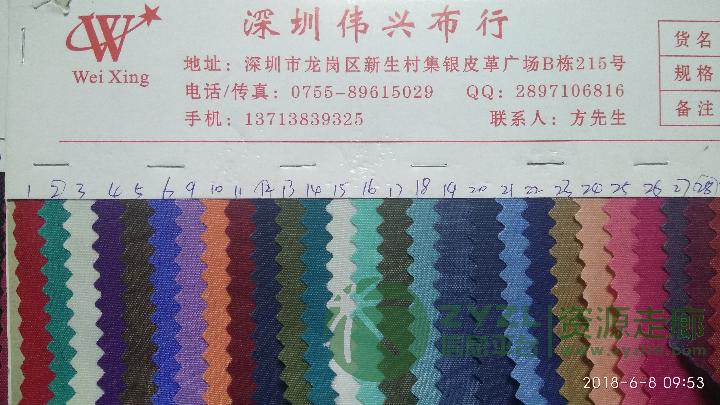 深圳伟兴布行
Wei Xing
地址：深圳市龙岗区新生村集银皮革广场B栋215号
电话/传真：0755-89615029 QQ：2897106816
手机：13713839325 联系人：方先生
货名
规格
备注
1 2 3 4 5 6 9 10 11 12 13 14 15 16 17 18 19 20 21 22 23 24 25 26 27 28
ZYZL 资源走廊
2018-6-8 09:53